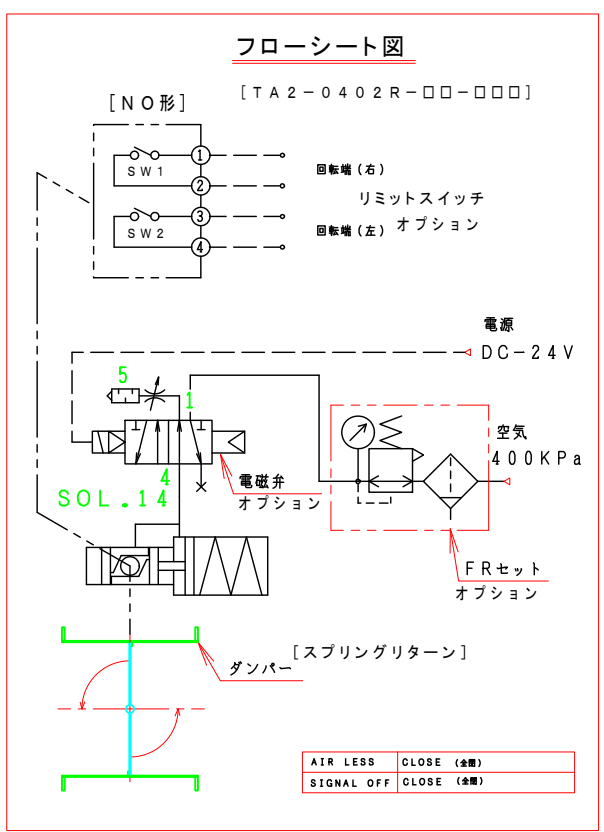 フローシート図
[TA2-0402R-□□-□□□]
[NO形]
1
SW1
2
回転端(右)
リミットスイッチ
オプション
3
SW2
4
回転端(左)
電源
DC-24V
5
1
4
SOL.14
電磁弁
オプション
空気
400KPa
FRセット
オプション
[スプリングリターン]
ダンパー
AIR LESS CLOSE (全閉)
SIGNAL OFF CLOSE (全閉)